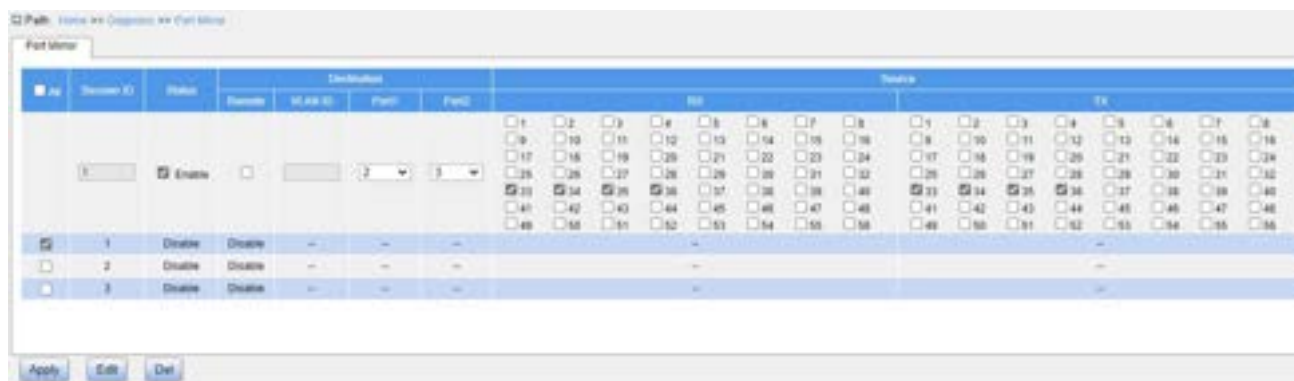 Path: Home >> Diagnosis >> Port Mirror
Port Mirror
All Session ID Status Destination Source
Remote VLAN ID Port1 Port2 RX TX
1 2 3 4 5 6 7 8 1 2 3 4 5 6 7 8
9 10 11 12 13 14 15 16 9 10 11 12 13 14 15 16
17 18 19 20 21 22 23 24 17 18 19 20 21 22 23 24
1 Enable 2 3 25 26 27 28 29 30 31 32 25 26 27 28 29 30 31 32
33 34 35 36 37 38 39 40 33 34 35 36 37 38 39 40
41 42 43 44 45 46 47 48 41 42 43 44 45 46 47 48
49 50 51 52 53 54 55 56 49 50 51 52 53 54 55 56
1 Disable Disable -- -- -- -- --
2 Disable Disable -- -- -- -- --
3 Disable Disable -- -- -- -- --
Apply Edit Del